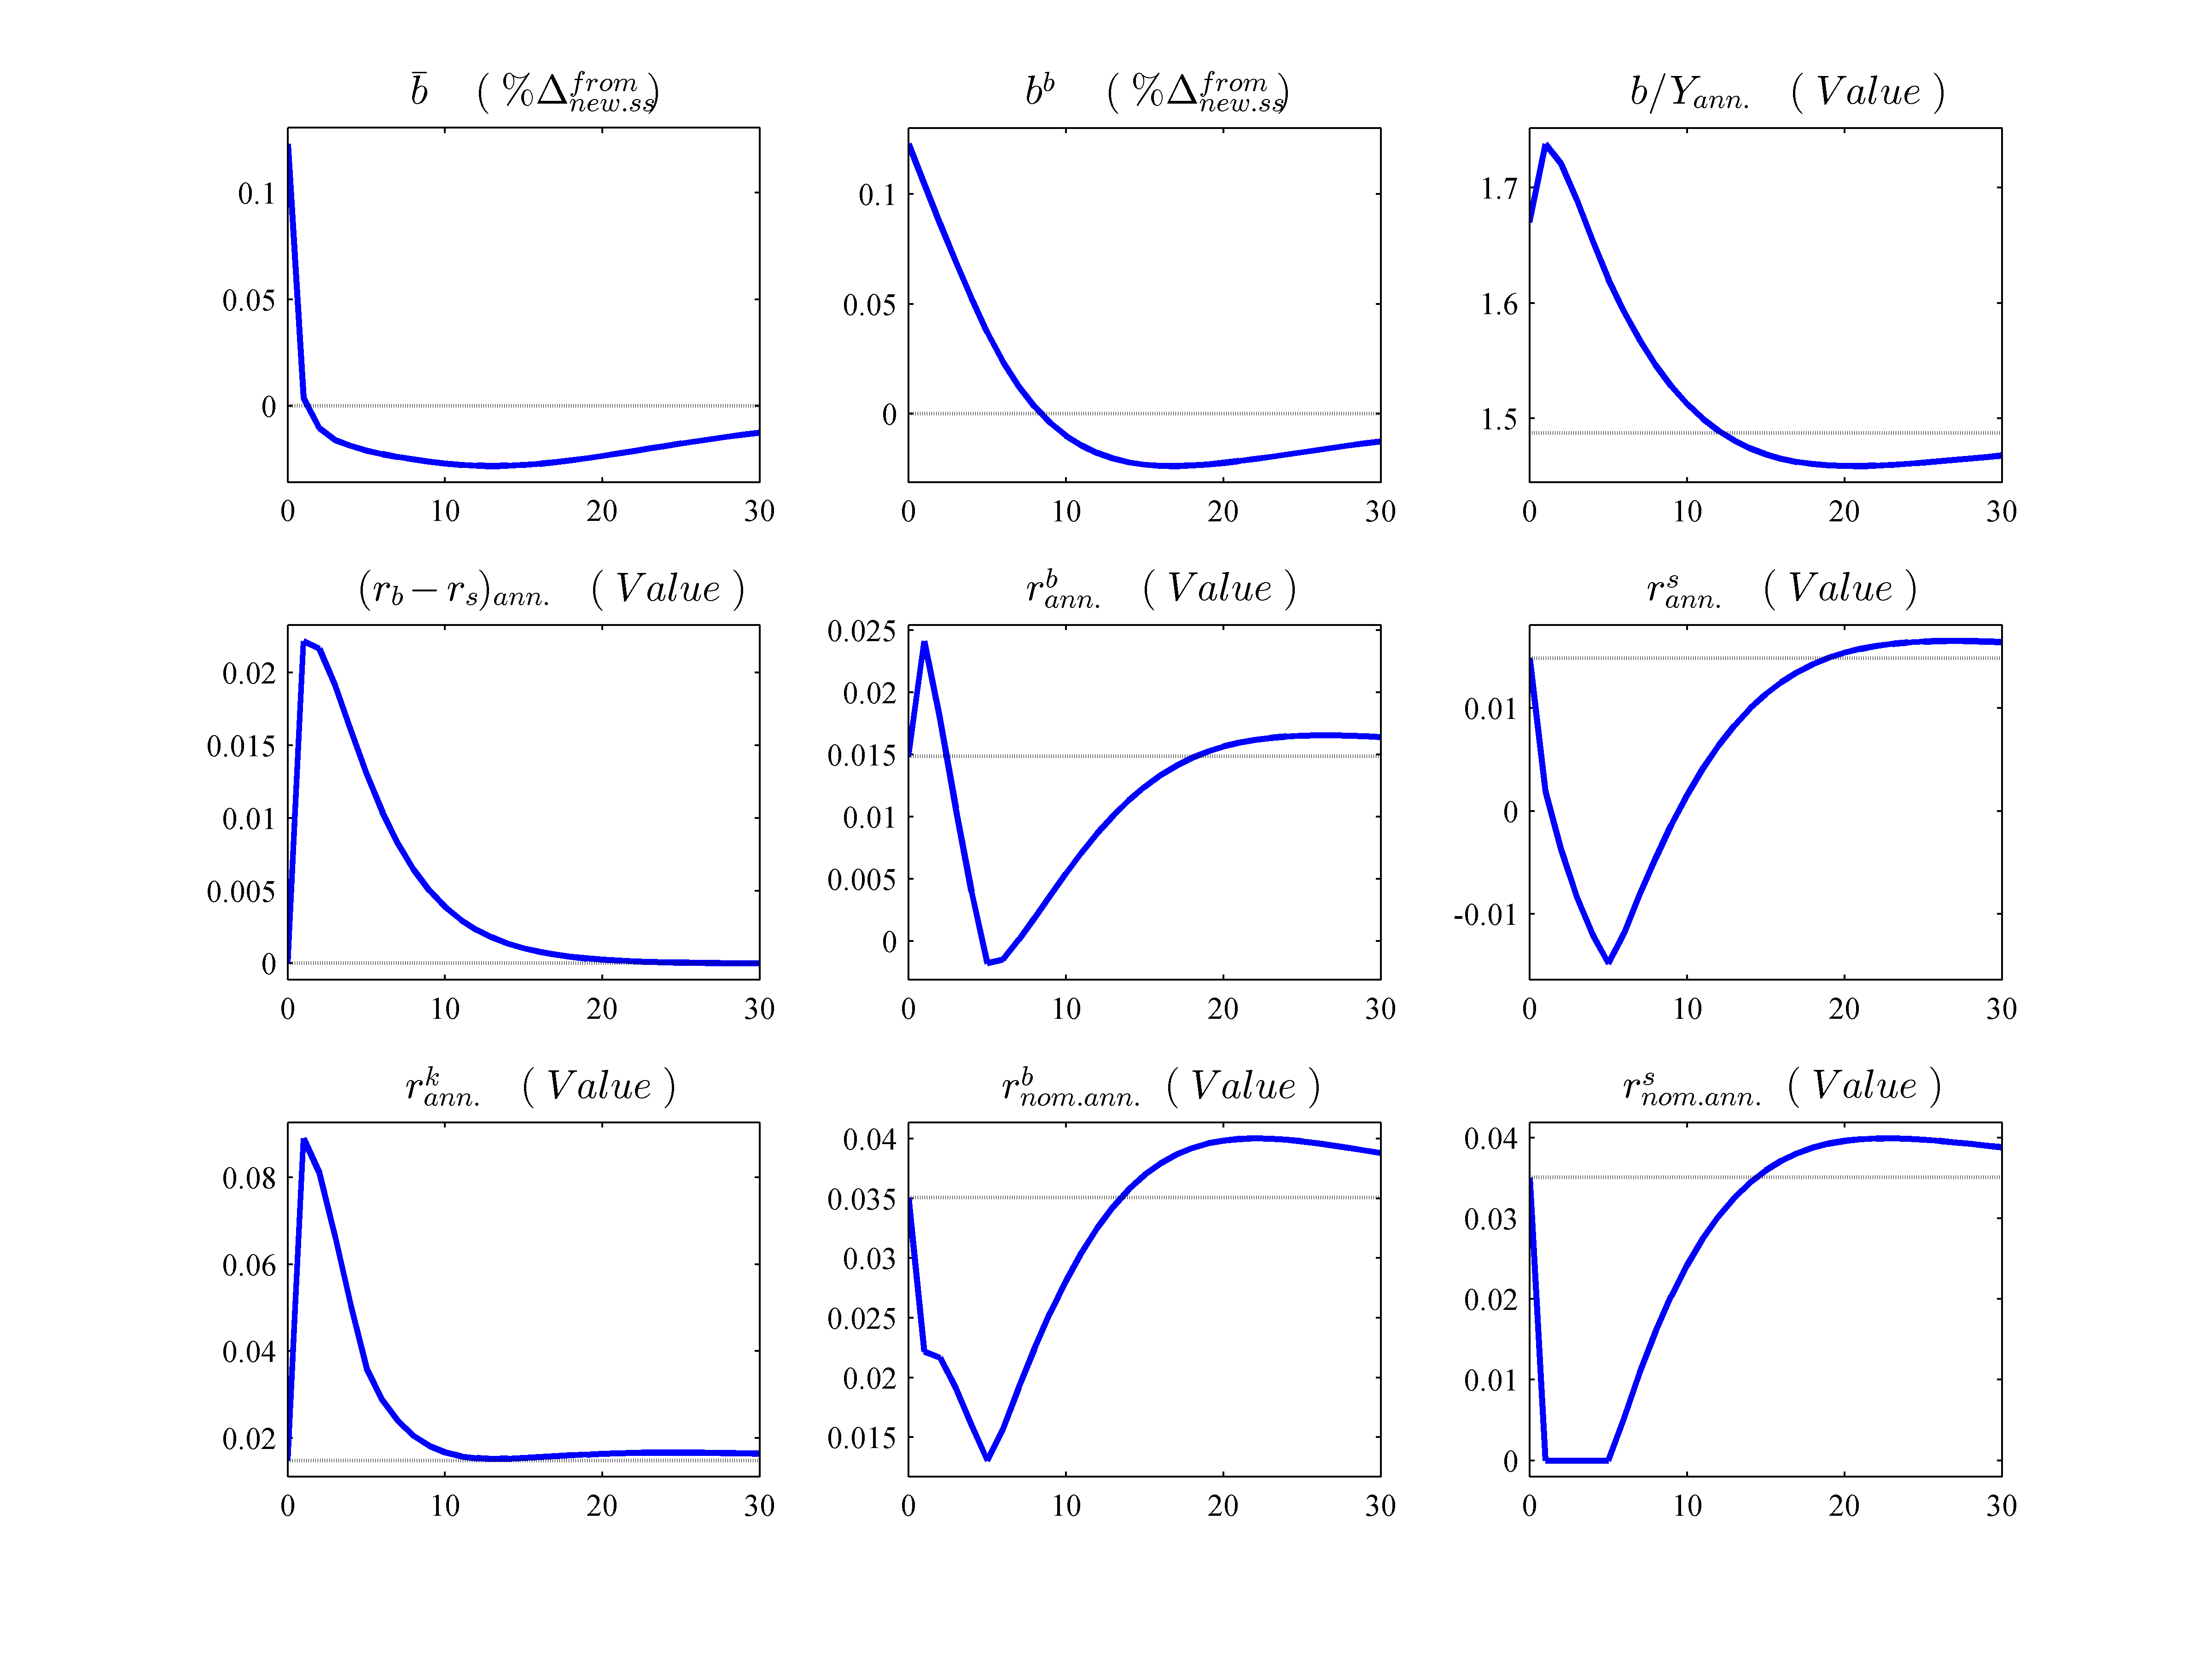 b̄ ( %Δ^{from}_{new.ss})
b^b ( %Δ^{from}_{new.ss})
b/Y_{ann.} ( Value )
0.1
0.05
0
0 10 20 30
0.1
0.05
0
0 10 20 30
1.7
1.6
1.5
0 10 20 30
(r_b − r_s)_{ann.} ( Value )
r^b_{ann.} ( Value )
r^s_{ann.} ( Value )
0.02
0.015
0.01
0.005
0
0 10 20 30
0.025
0.02
0.015
0.01
0.005
0
0 10 20 30
0.01
0
-0.01
0 10 20 30
r^k_{ann.} ( Value )
r^b_{nom.ann.} ( Value )
r^s_{nom.ann.} ( Value )
0.08
0.06
0.04
0.02
0 10 20 30
0.04
0.035
0.03
0.025
0.02
0.015
0 10 20 30
0.04
0.03
0.02
0.01
0
0 10 20 30